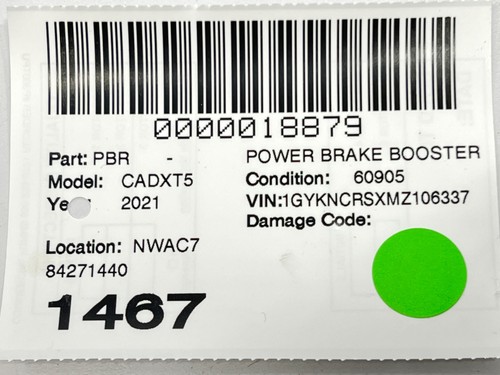 0000018879
Part: PBR - POWER BRAKE BOOSTER
Model: CADXT5 Condition: 60905
Ye 2021 VIN:1GYKNCRSXMZ106337
Damage Code:
Location: NWAC7
84271440
1467